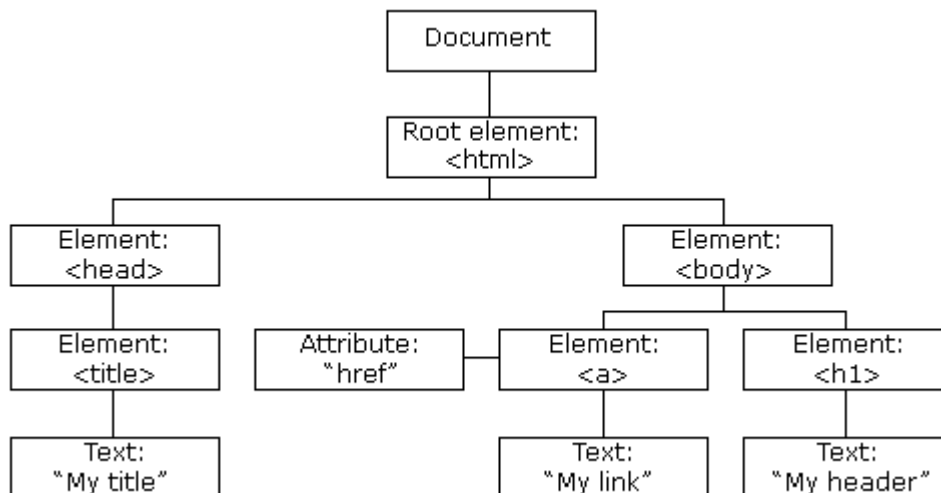 Document
Root element:
<html>
Element:
<head>
Element:
<body>
Element:
<title>
Attribute:
“href”
Element:
<a>
Element:
<h1>
Text:
“My title”
Text:
“My link”
Text:
“My header”